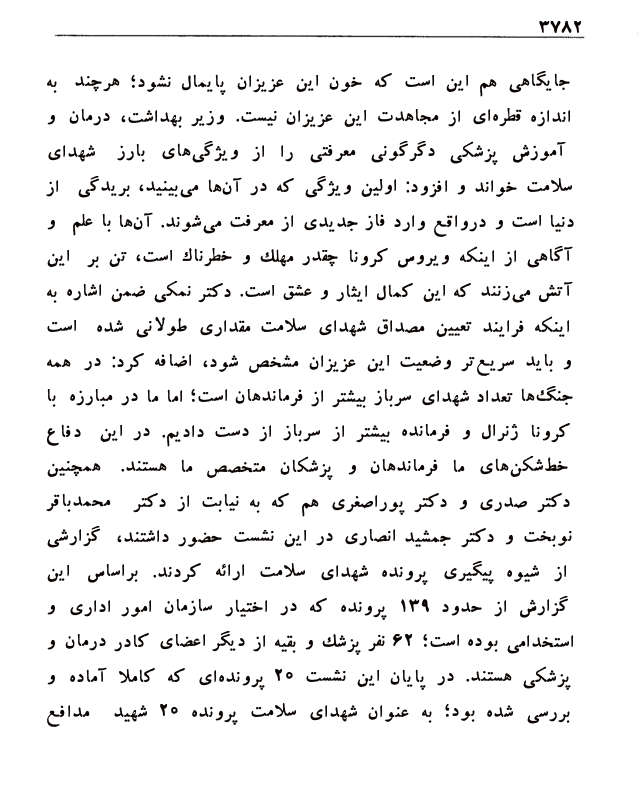 ۳۷۸۲
جایگاهی هم این است که خون این عزیزان پایمال نشود؛ هرچند به
اندازه قطره‌ای از مجاهدت این عزیزان نیست. وزیر بهداشت، درمان و
آموزش پزشکی دگرگونی معرفتی را از ویژگی‌های بارز شهدای
سلامت خواند و افزود: اولین ویژگی که در آن‌ها می‌بینید، بریدگی از
دنیا است و درواقع وارد فاز جدیدی از معرفت می‌شوند. آن‌ها با علم و
آگاهی از اینکه ویروس کرونا چقدر مهلك و خطرناك است، تن بر این
آتش می‌زنند که این کمال ایثار و عشق است. دکتر نمکی ضمن اشاره به
اینکه فرایند تعیین مصداق شهدای سلامت مقداری طولانی شده است
و باید سریع‌تر وضعیت این عزیزان مشخص شود، اضافه کرد: در همه
جنگ‌ها تعداد شهدای سرباز بیشتر از فرماندهان است؛ اما ما در مبارزه با
کرونا ژنرال و فرمانده بیشتر از سرباز از دست دادیم. در این دفاع
خط‌شکن‌های ما فرماندهان و پزشکان متخصص ما هستند. همچنین
دکتر صدری و دکتر پوراصغری هم که به نیابت از دکتر محمدباقر
نوبخت و دکتر جمشید انصاری در این نشست حضور داشتند، گزارشی
از شیوه پیگیری پرونده شهدای سلامت ارائه کردند. براساس این
گزارش از حدود ۱۳۹ پرونده که در اختیار سازمان امور اداری و
استخدامی بوده است؛ ۶۲ نفر پزشك و بقیه از دیگر اعضای کادر درمان و
پزشکی هستند. در پایان این نشست ۲۵ پرونده‌ای که کاملا آماده و
بررسی شده بود؛ به عنوان شهدای سلامت پرونده ۲۵ شهید مدافع